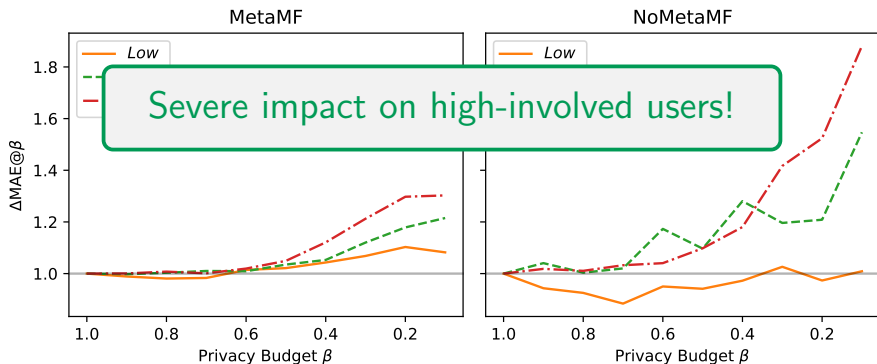 MetaMF
NoMetaMF
Low
Low
Severe impact on high-involved users!
ΔMAE@β
1.8
1.6
1.4
1.2
1.0
1.0
0.8
0.6
0.4
0.2
1.0
0.8
0.6
0.4
0.2
Privacy Budget β
Privacy Budget β